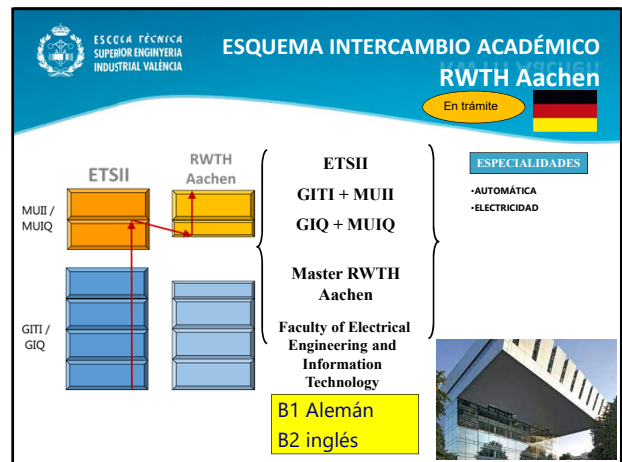 ESCOLA TÉCNICA
SUPERIOR ENGINYERIA
INDUSTRIAL VALÈNCIA
ESQUEMA INTERCAMBIO ACADÉMICO
RWTH Aachen
En trámite
ETSII
RWTH
Aachen
MUII /
MUIQ
GITI /
GIQ
ETSII
GITI + MUII
GIQ + MUIQ
Master RWTH
Aachen
Faculty of Electrical
Engineering and
Information
Technology
B1 Alemán
B2 inglés
ESPECIALIDADES
•AUTOMÁTICA
•ELECTRICIDAD